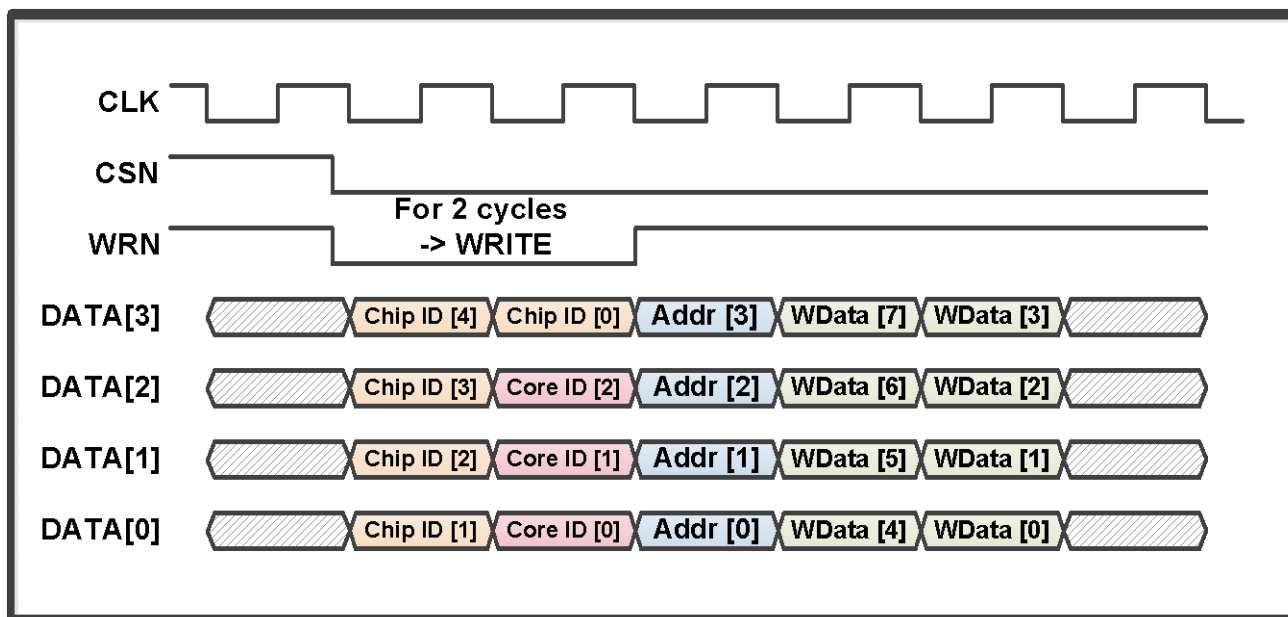 CLK
CSN
For 2 cycles
WRN
-> WRITE
DATA[3] Chip ID [4] Chip ID [0] Addr [3] WData [7] WData [3]
DATA[2] Chip ID [3] Core ID [2] Addr [2] WData [6] WData [2]
DATA[1] Chip ID [2] Core ID [1] Addr [1] WData [5] WData [1]
DATA[0] Chip ID [1] Core ID [0] Addr [0] WData [4] WData [0]